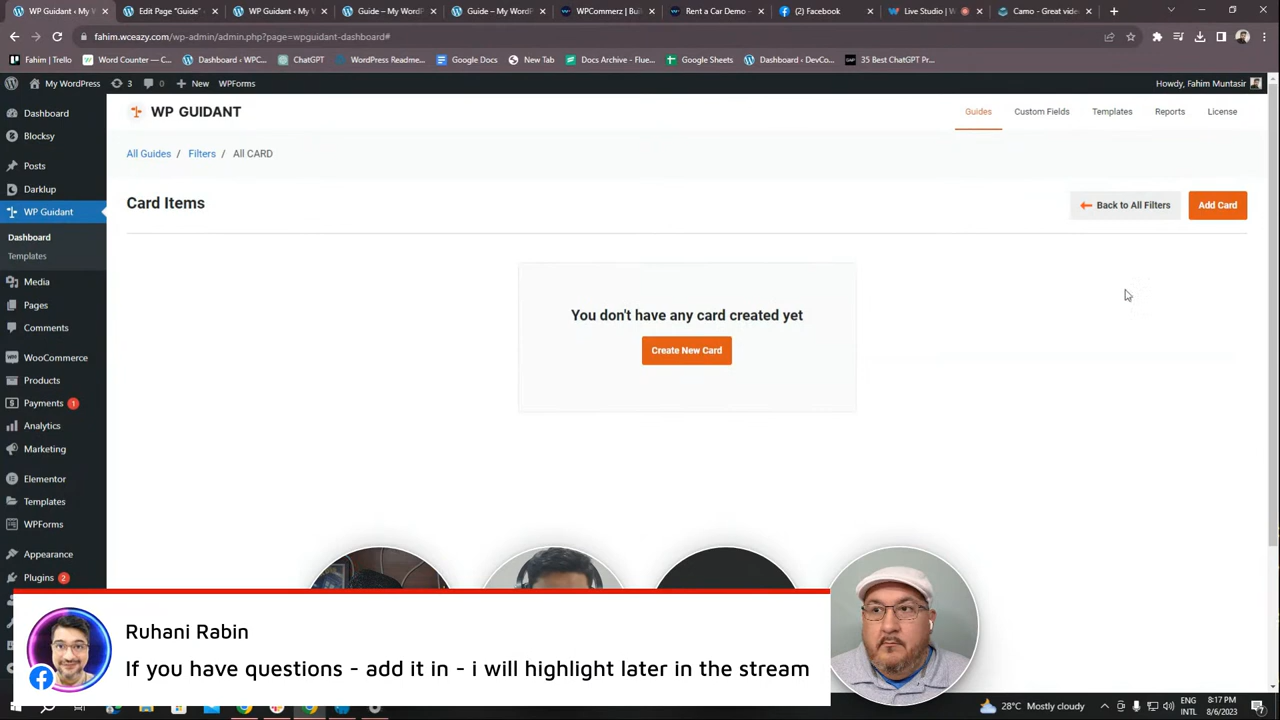 WP Guidant < My W
Edit Page "Guide" <
WP Guidant < My W
Guide – My WordPr
Guide – My WordPr
WPCommerz | Bui
Rent a Car Demo -
(2) Facebook
Live Studio | W
Camo - Great vide
fahim.wceazy.com/wp-admin/admin.php?page=wpguidant-dashboard#
Fahim | Trello
Word Counter — C...
Dashboard ‹ WPC...
ChatGPT
WordPress Readme...
Google Docs
New Tab
Docs Archive - Flue...
Google Sheets
Dashboard ‹ DevCo...
35 Best ChatGPT Pr...
My WordPress
3
0
New
WPForms
Howdy, Fahim Muntasir
Dashboard
Blocksy
Posts
Darklup
WP Guidant
Dashboard
Templates
Media
Pages
Comments
WooCommerce
Products
Payments 1
Analytics
Marketing
Elementor
Templates
WPForms
Appearance
Plugins 2
WP GUIDANT
Guides
Custom Fields
Templates
Reports
License
All Guides / Filters / All CARD
Card Items
Back to All Filters
Add Card
You don't have any card created yet
Create New Card
Ruhani Rabin
If you have questions - add it in - i will highlight later in the stream
28°C Mostly cloudy
ENG
INTL
8:17 PM
8/6/2023